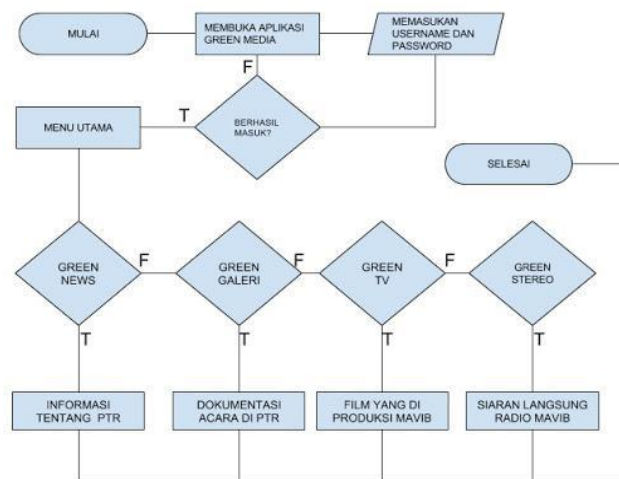 MULAI
MEMBUKA APLIKASI
GREEN MEDIA
MEMASUKAN
USERNAME DAN
PASSWORD
F
T
BERHASIL
MASUK?
MENU UTAMA
SELESAI
GREEN
NEWS
F
GREEN
GALERI
F
GREEN
TV
F
GREEN
STEREO
T
T
T
T
INFORMASI
TENTANG PTR
DOKUMENTASI
ACARA DI PTR
FILM YANG DI
PRODUKSI MAVIB
SIARAN LANGSUNG
RADIO MAVIB